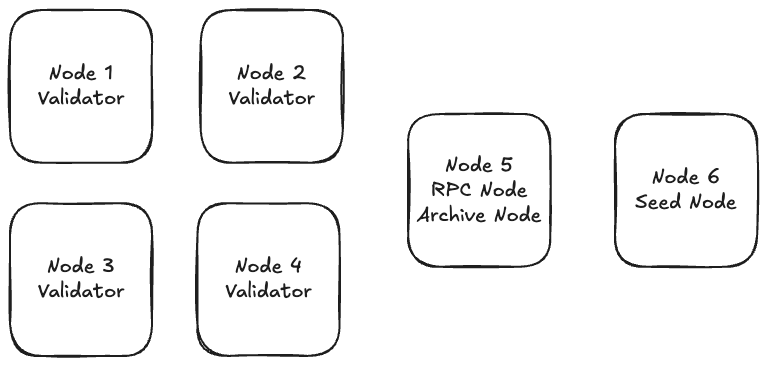 Node 1
Validator
Node 2
Validator
Node 3
Validator
Node 4
Validator
Node 5
RPC Node
Archive Node
Node 6
Seed Node